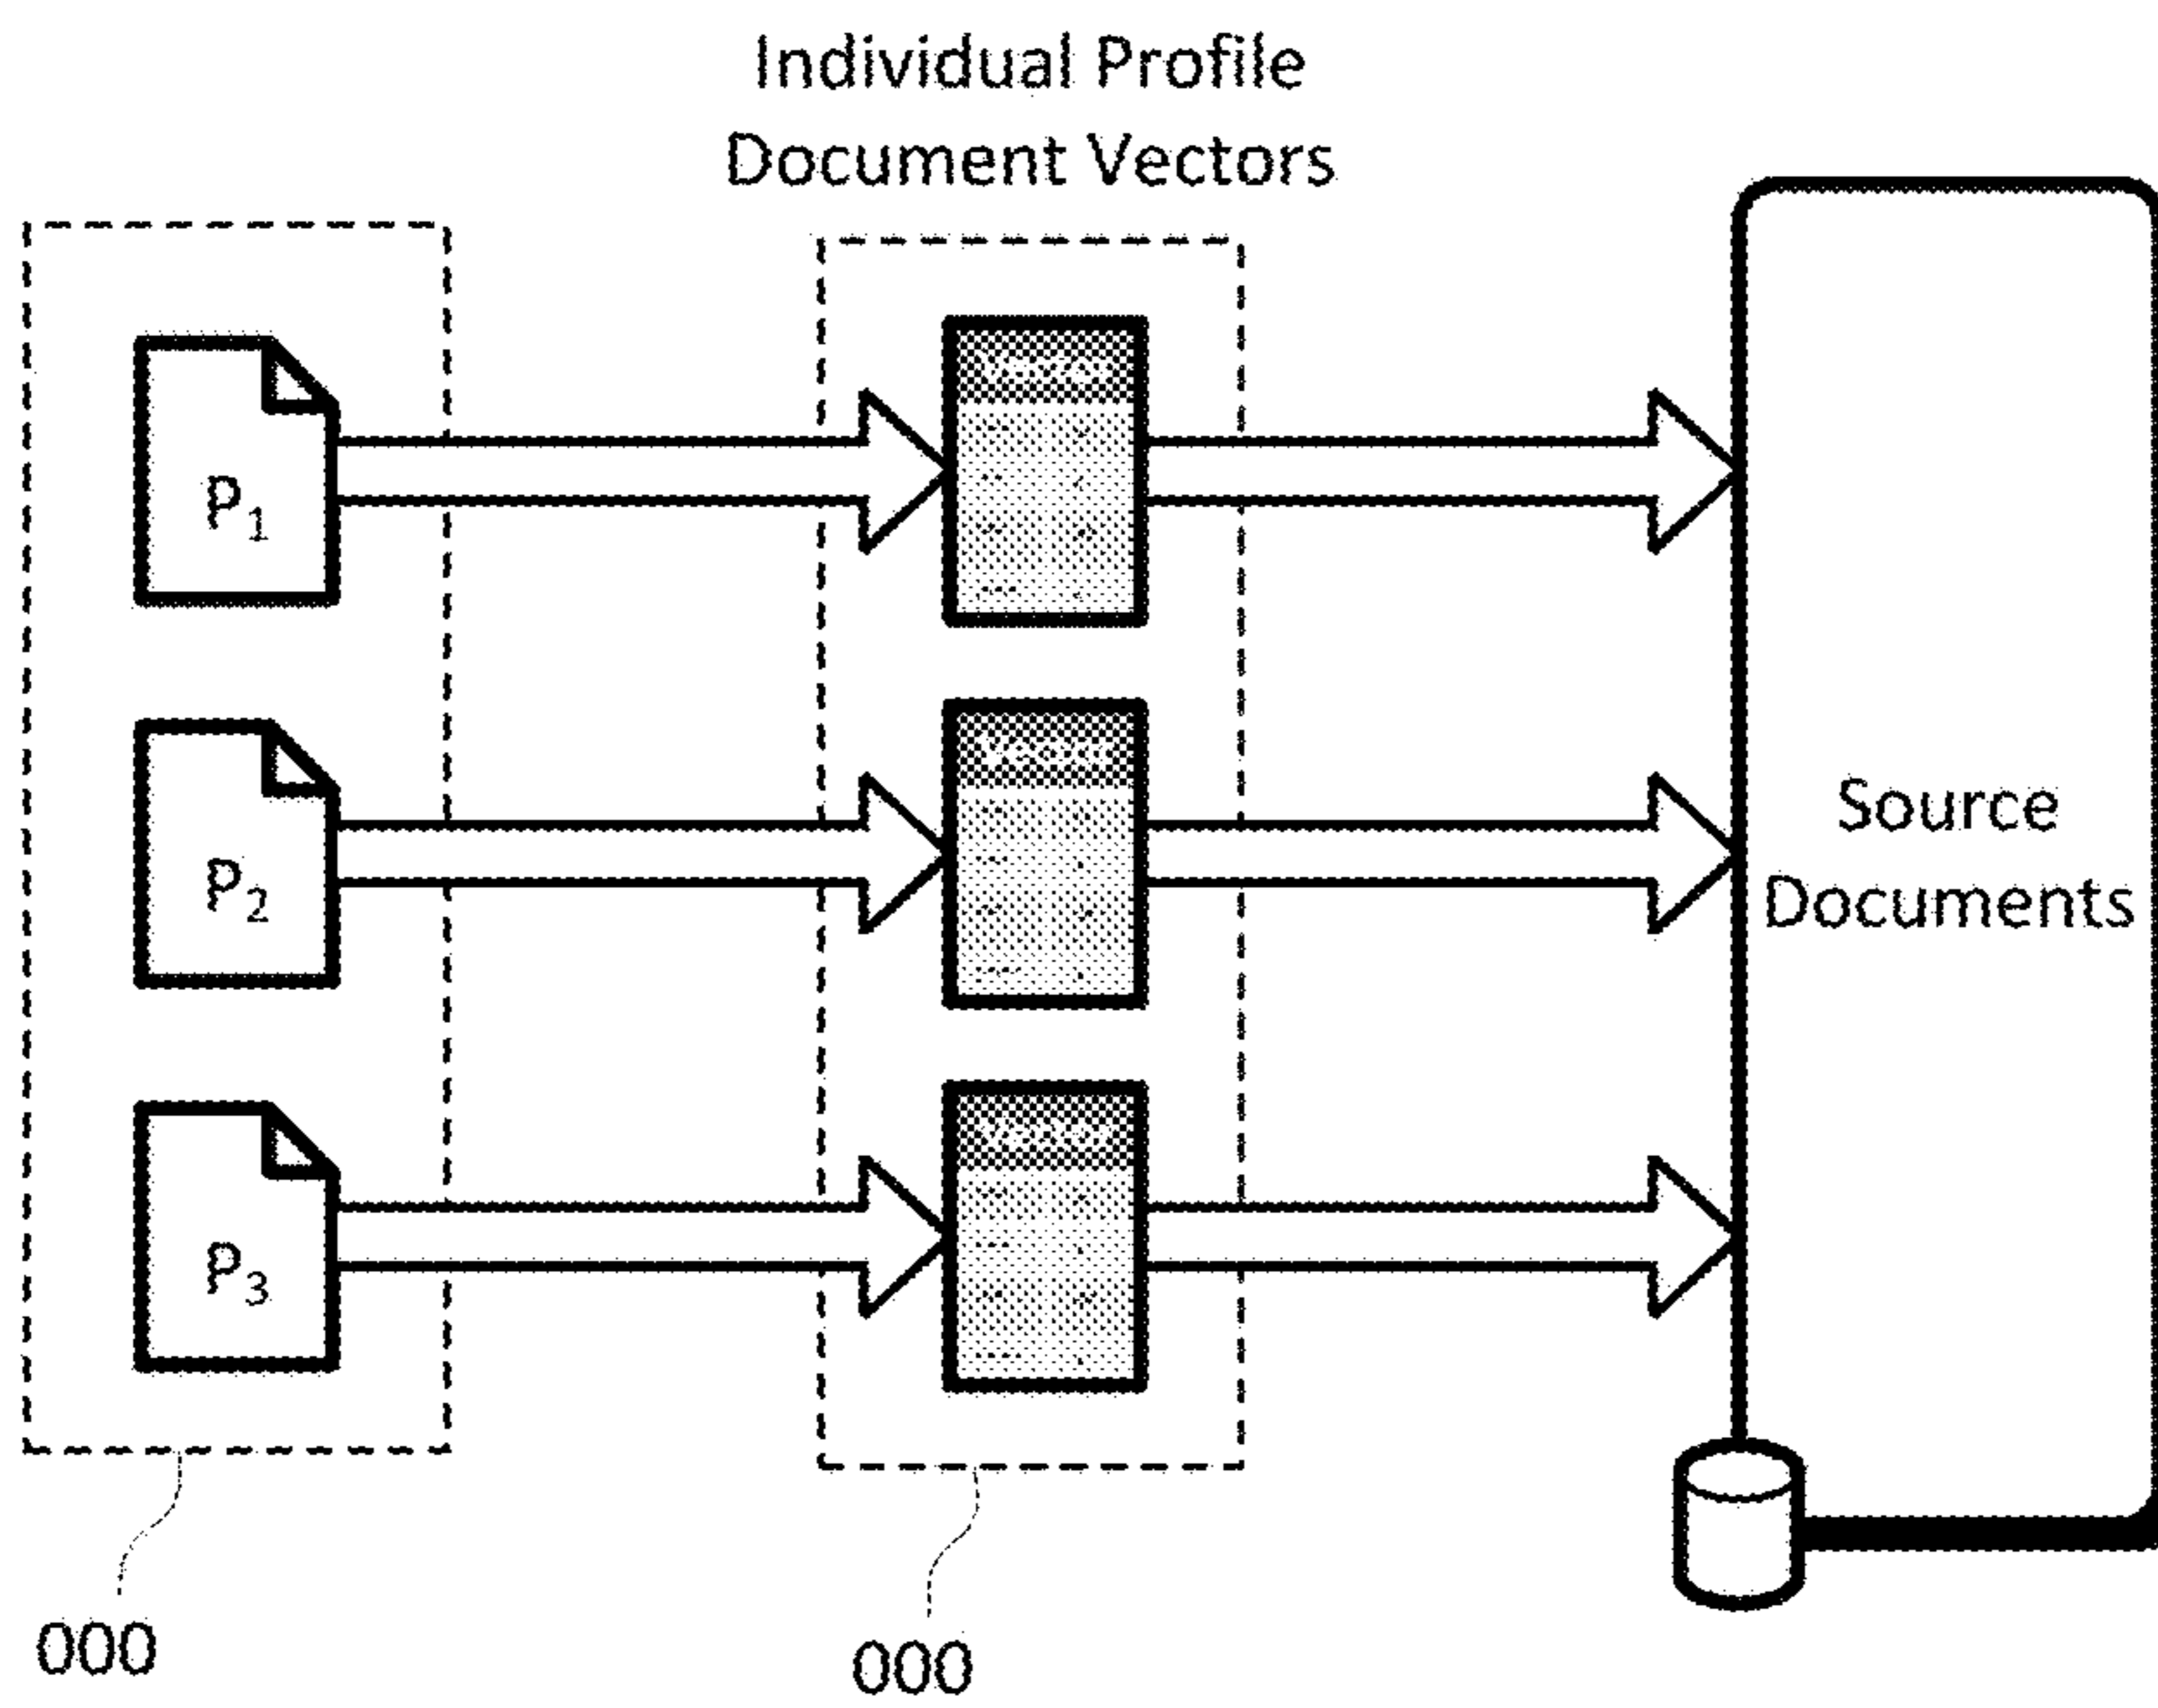 Individual Profile
Document Vectors
P1
P2
P3
Source
Documents
000
000